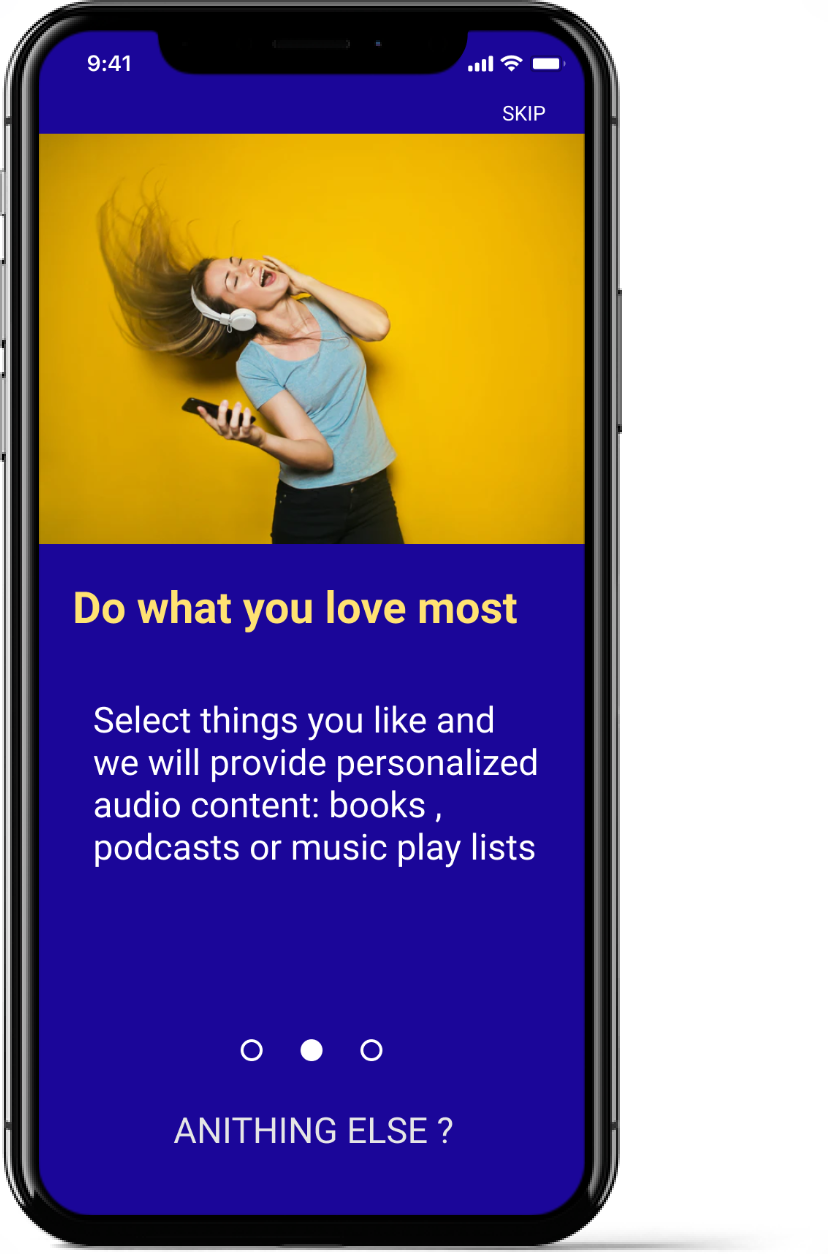 9:41
SKIP
Do what you love most
Select things you like and
we will provide personalized
audio content: books ,
podcasts or music play lists
ANITHING ELSE ?